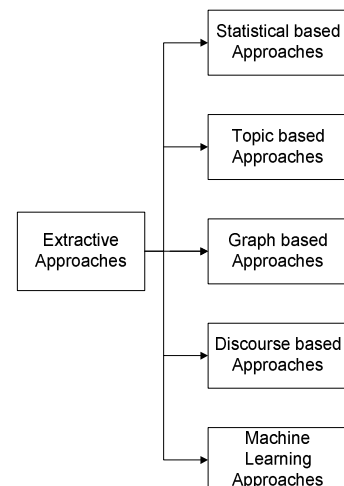 Statistical based
Approaches
Topic based
Approaches
Extractive
Approaches
Graph based
Approaches
Discourse based
Approaches
Machine
Learning
Approaches